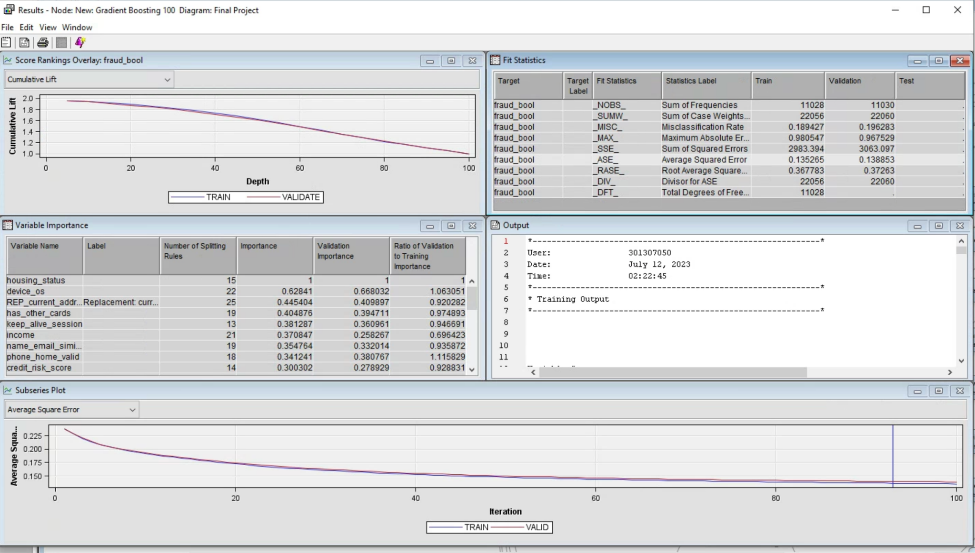 Results - Node: New: Gradient Boosting 100 Diagram: Final Project
File Edit View Window
Score Rankings Overlay: fraud_bool
Cumulative Lift
Cumulative Lift
2.0
1.8
1.6
1.4
1.2
1.0
0 20 40 60 80 100
Depth
TRAIN VALIDATE
Fit Statistics
Target Target Label Fit Statistics Statistics Label Train Validation Test
fraud_bool _NOBS_ Sum of Frequencies 11028 11030 .
fraud_bool _SUMW_ Sum of Case Weights... 22056 22060 .
fraud_bool _MISC_ Misclassification Rate 0.189427 0.196283 .
fraud_bool _MAX_ Maximum Absolute Er... 0.980547 0.967529 .
fraud_bool _SSE_ Sum of Squared Errors 2983.394 3063.097 .
fraud_bool _ASE_ Average Squared Error 0.135265 0.138853 .
fraud_bool _RASE_ Root Average Square... 0.367783 0.37263 .
fraud_bool _DIV_ Divisor for ASE 22056 22060 .
fraud_bool _DFT_ Total Degrees of Free... 11028 . .
Variable Importance
Variable Name Label Number of Splitting Rules Importance Validation Importance Ratio of Validation to Training Importance
housing_status 15 1 1 1
device_os 22 0.62841 0.668032 1.063051
REP_current_addr... Replacement: curr... 25 0.445404 0.409897 0.920282
has_other_cards 19 0.404876 0.394711 0.974893
keep_alive_session 13 0.381287 0.360961 0.946691
income 21 0.370847 0.258267 0.696423
name_email_simi... 19 0.354764 0.332014 0.935872
phone_home_valid 18 0.341241 0.380767 1.115829
credit_risk_score 14 0.300302 0.278929 0.928831
Output
1 *------------------------------------------------------------*
2 User: 301307050
3 Date: July 12, 2023
4 Time: 02:22:45
5 *------------------------------------------------------------*
6 * Training Output
7 *------------------------------------------------------------*
8
9
10
11
Subseries Plot
Average Square Error
Average Squa...
0.225
0.200
0.175
0.150
0 20 40 60 80 100
Iteration
TRAIN VALID